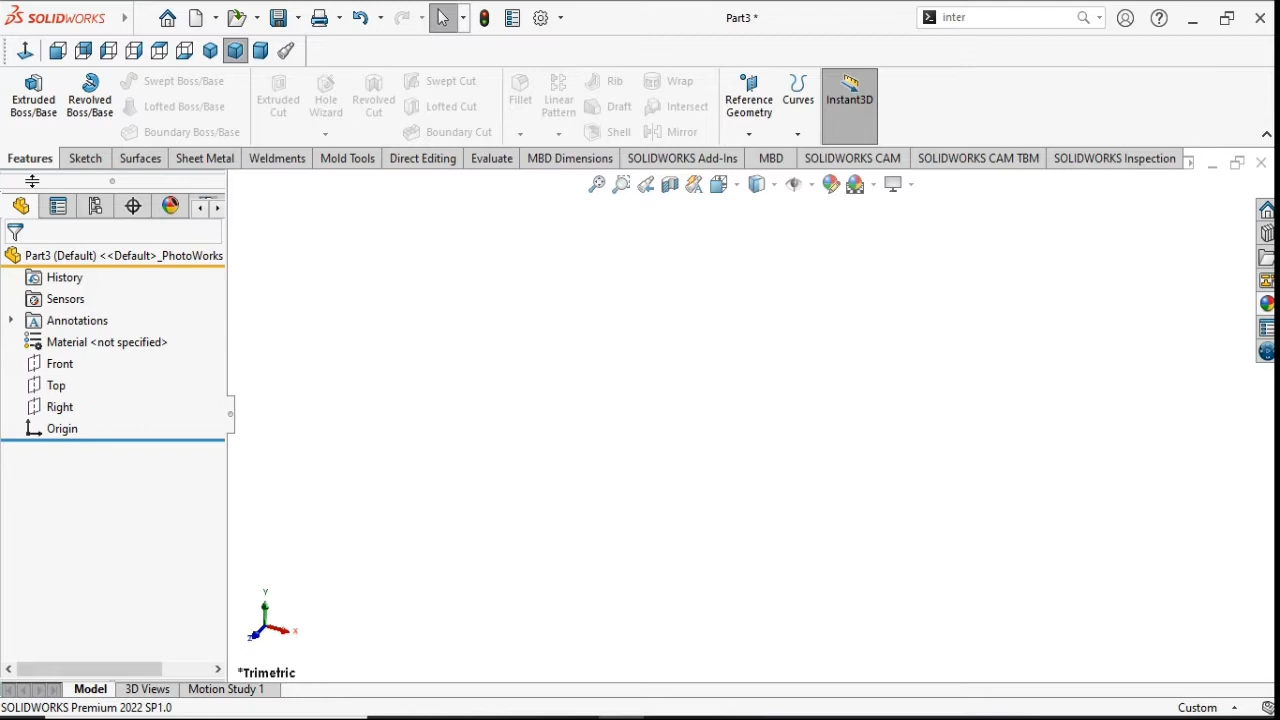 SOLIDWORKS
Part3 *
inter
Extruded Boss/Base
Revolved Boss/Base
Swept Boss/Base
Lofted Boss/Base
Boundary Boss/Base
Extruded Cut
Hole Wizard
Revolved Cut
Swept Cut
Lofted Cut
Boundary Cut
Fillet
Linear Pattern
Rib
Draft
Shell
Wrap
Intersect
Mirror
Reference Geometry
Curves
Instant3D
Features
Sketch
Surfaces
Sheet Metal
Weldments
Mold Tools
Direct Editing
Evaluate
MBD Dimensions
SOLIDWORKS Add-Ins
MBD
SOLIDWORKS CAM
SOLIDWORKS CAM TBM
SOLIDWORKS Inspection
Part3 (Default) <<Default>_PhotoWorks
History
Sensors
Annotations
Material <not specified>
Front
Top
Right
Origin
Y
X
Z
*Trimetric
Model
3D Views
Motion Study 1
SOLIDWORKS Premium 2022 SP1.0
Custom